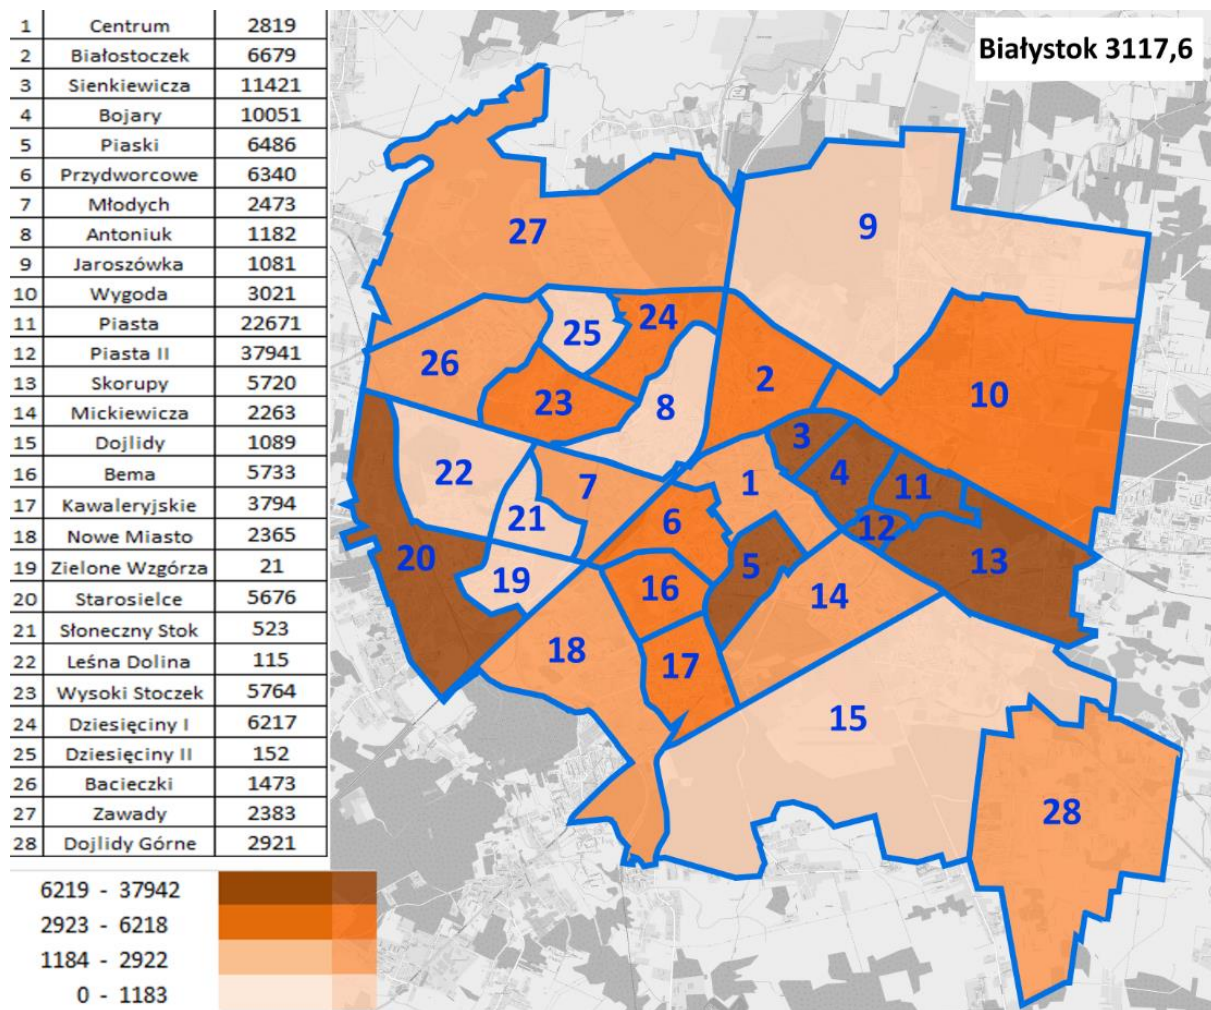 1 Centrum 2819
2 Białostoczek 6679
3 Sienkiewicza 11421
4 Bojary 10051
5 Piaski 6486
6 Przydworcowe 6340
7 Młodych 2473
8 Antoniuk 1182
9 Jaroszówka 1081
10 Wygoda 3021
11 Piasta 22671
12 Piasta II 37941
13 Skorupy 5720
14 Mickiewicza 2263
15 Dojlidy 1089
16 Bema 5733
17 Kawaleryjskie 3794
18 Nowe Miasto 2365
19 Zielone Wzgórza 21
20 Starosielce 5676
21 Słoneczny Stok 523
22 Leśna Dolina 115
23 Wysoki Stoczek 5764
24 Dziesięciny I 6217
25 Dziesięciny II 152
26 Bacieczki 1473
27 Zawady 2383
28 Dojlidy Górne 2921
6219 - 37942
2923 - 6218
1184 - 2922
0 - 1183
Białystok 3117,6
27
9
24
25
26
2
23
8
10
3
22
7
1
4
11
21
6
12
20
5
13
19
16
14
18
17
15
28